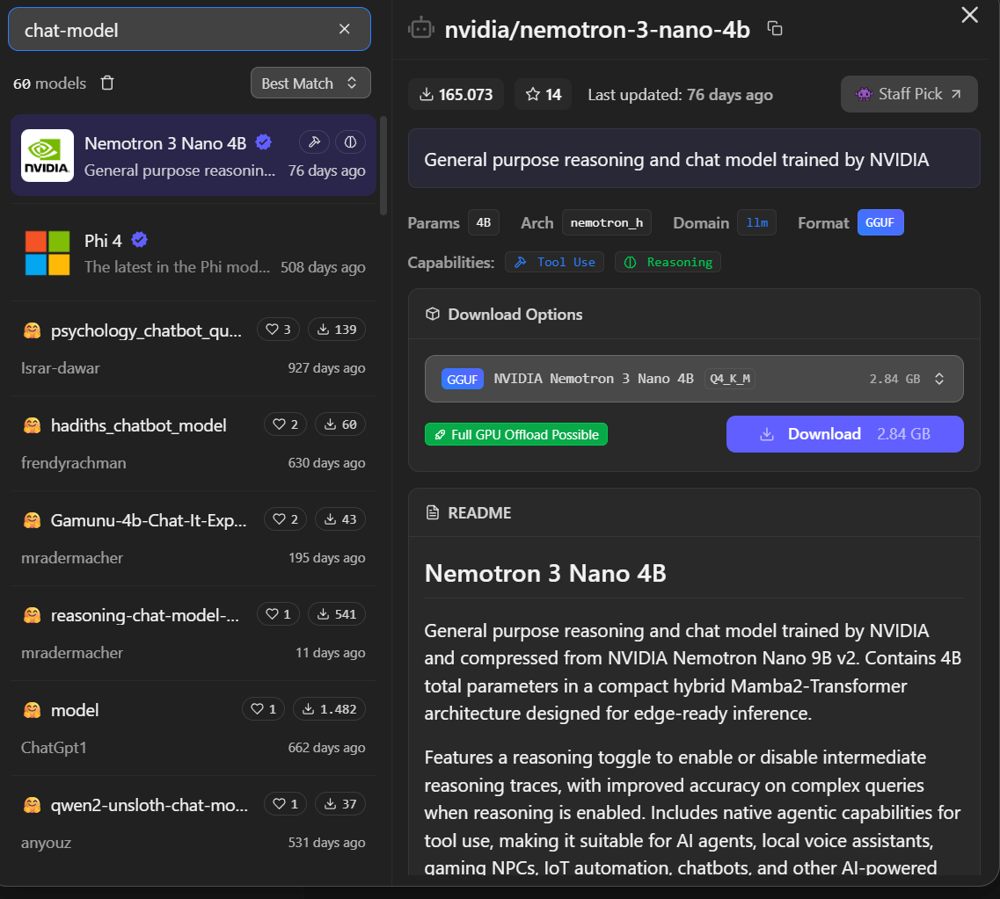 chat-model
60 models
Best Match
NVIDIA.
Nemotron 3 Nano 4B
General purpose reasonin... 76 days ago
Phi 4
The latest in the Phi mod... 508 days ago
psychology_chatbot_qu... 3 139
Israr-dawar 927 days ago
hadiths_chatbot_model 2 60
frendyrachman 630 days ago
Gamunu-4b-Chat-It-Exp... 2 43
mradermacher 195 days ago
reasoning-chat-model-... 1 541
mradermacher 11 days ago
model 1 1.482
ChatGpt1 662 days ago
qwen2-unsloth-chat-mo... 1 37
anyouz 531 days ago
nvidia/nemotron-3-nano-4b
165.073 14 Last updated: 76 days ago Staff Pick
General purpose reasoning and chat model trained by NVIDIA
Params 4B Arch nemotron_h Domain llm Format GGUF
Capabilities: Tool Use Reasoning
Download Options
GGUF NVIDIA Nemotron 3 Nano 4B Q4_K_M 2.84 GB
Full GPU Offload Possible
Download 2.84 GB
README
Nemotron 3 Nano 4B
General purpose reasoning and chat model trained by NVIDIA
and compressed from NVIDIA Nemotron Nano 9B v2. Contains 4B
total parameters in a compact hybrid Mamba2-Transformer
architecture designed for edge-ready inference.
Features a reasoning toggle to enable or disable intermediate
reasoning traces, with improved accuracy on complex queries
when reasoning is enabled. Includes native agentic capabilities for
tool use, making it suitable for AI agents, local voice assistants,
gaming NPCs, IoT automation, chatbots, and other AI-powered